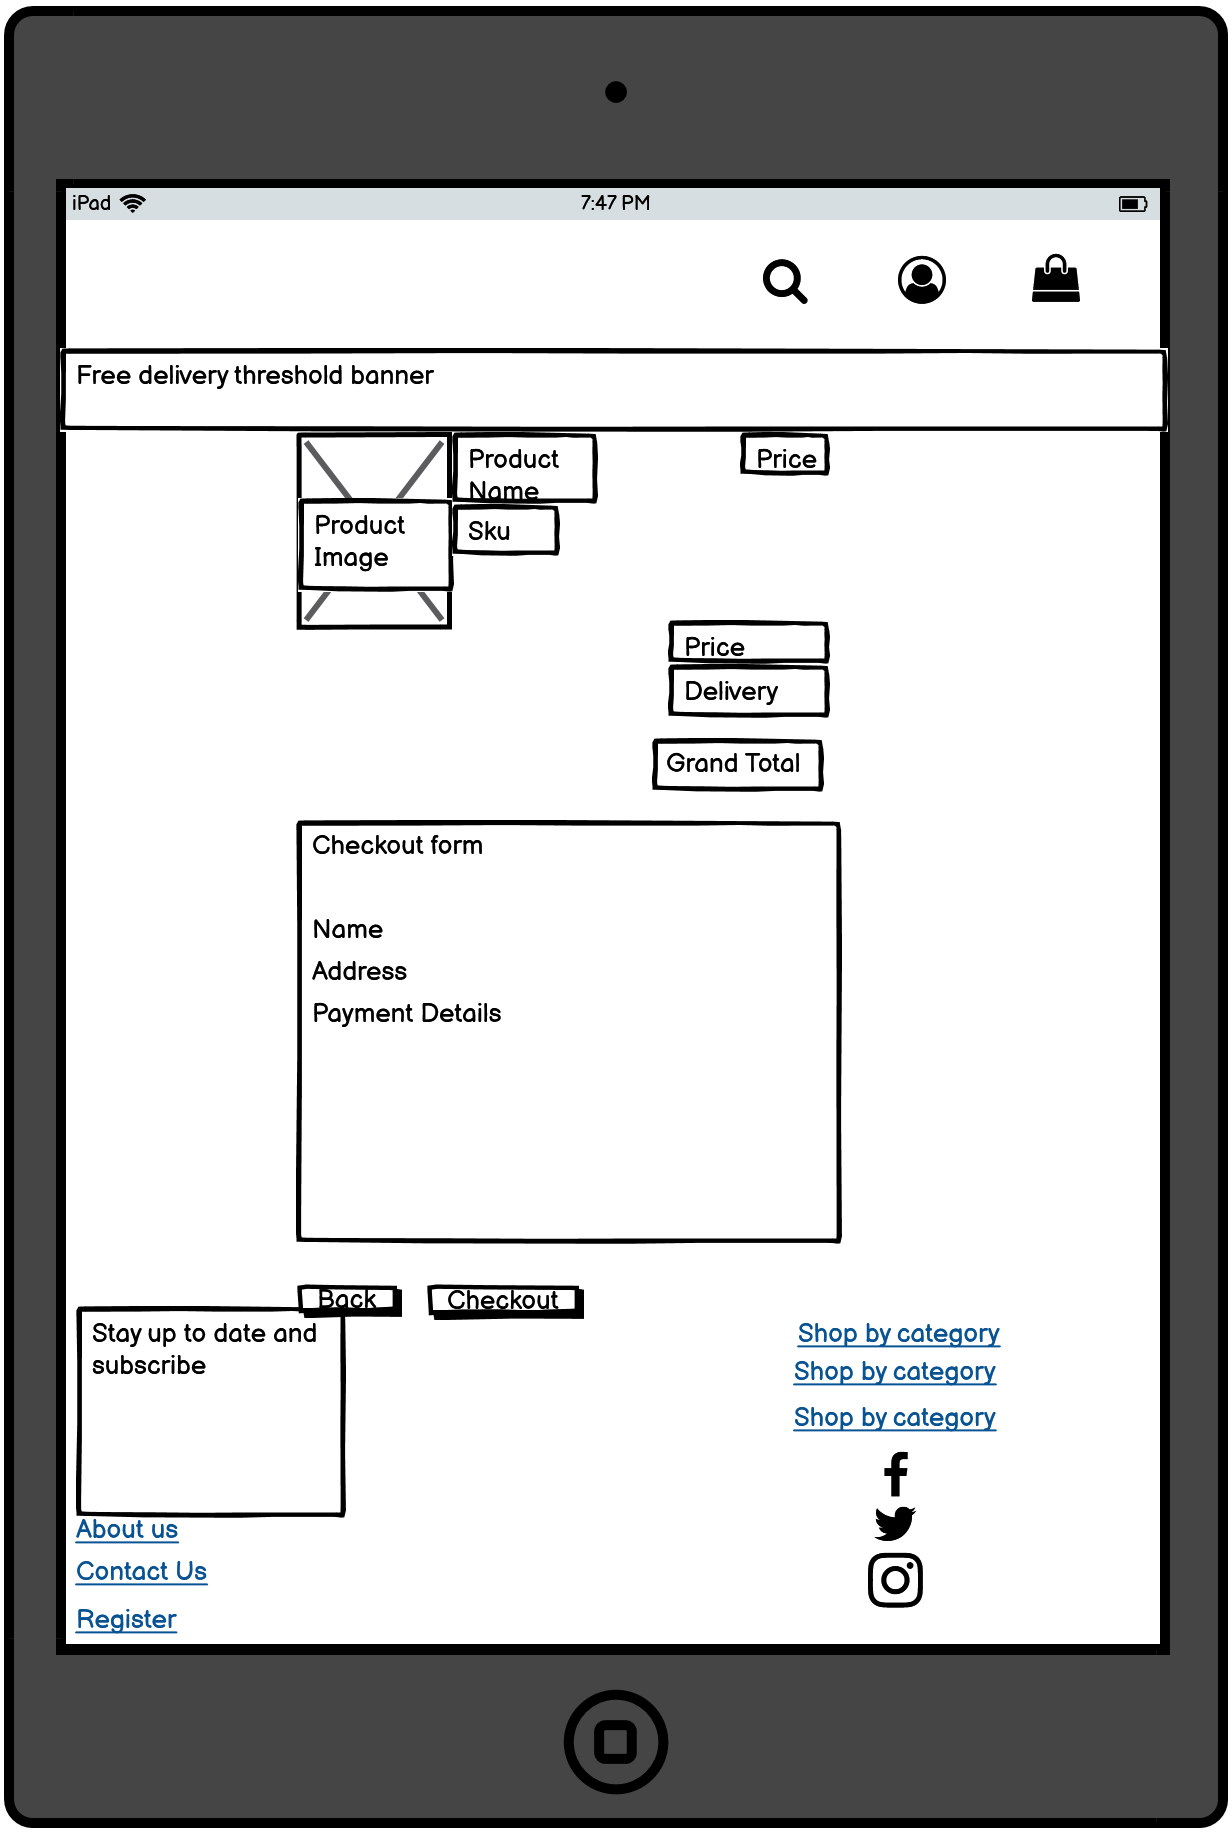 iPad
7:47 PM
Free delivery threshold banner
Product
Name
Price
Product
Image
Sku
Price
Delivery
Grand Total
Checkout form
Name
Address
Payment Details
Back
Checkout
Stay up to date and
subscribe
Shop by category
Shop by category
Shop by category
About us
Contact Us
Register